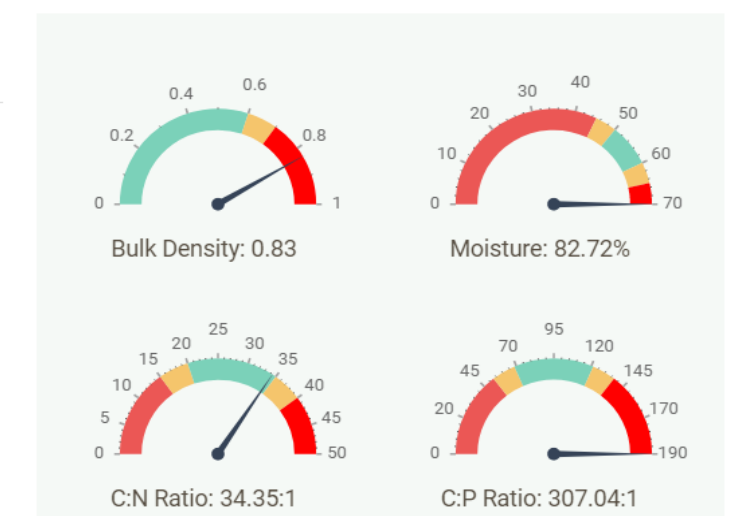 0 0.2 0.4 0.6 0.8 1
Bulk Density: 0.83
0 10 20 30 40 50 60 70
Moisture: 82.72%
0 5 10 15 20 25 30 35 40 45 50
C:N Ratio: 34.35:1
0 20 45 70 95 120 145 170 190
C:P Ratio: 307.04:1